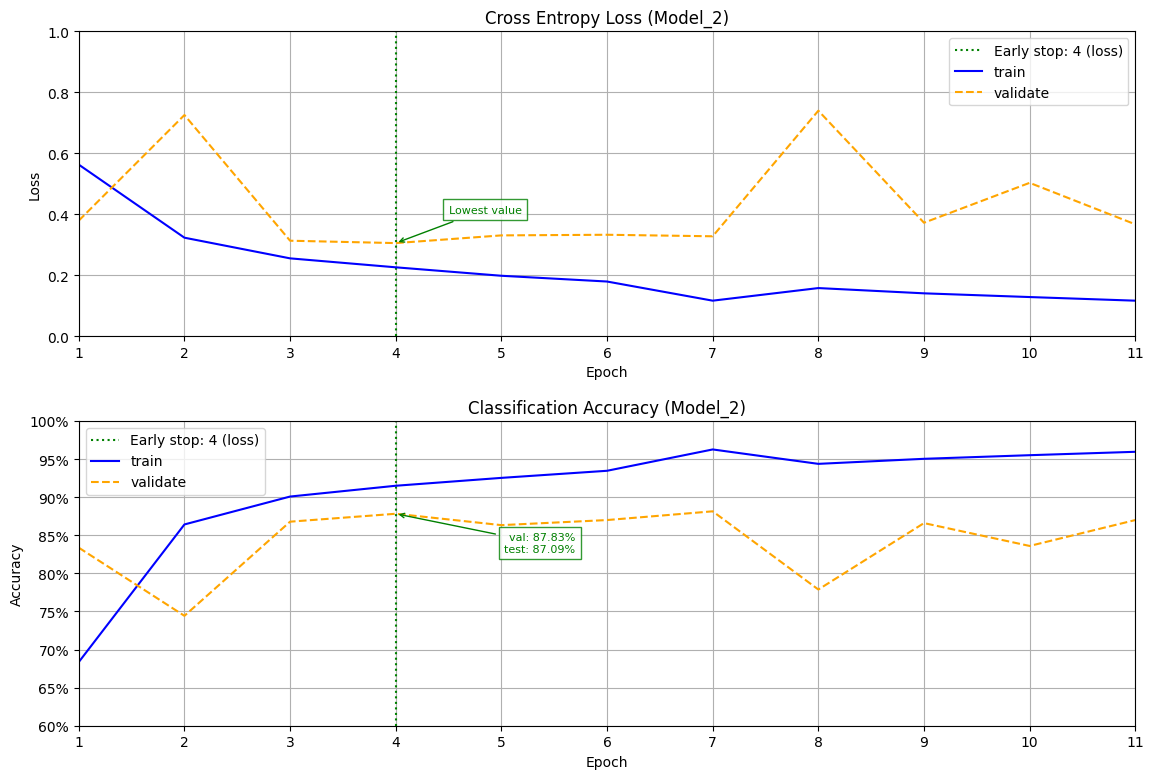 Cross Entropy Loss (Model_2)
1.0
0.8
0.6
0.4
0.2
0.0
Loss
Early stop: 4 (loss)
train
validate
Lowest value
1 2 3 4 5 6 7 8 9 10 11
Epoch
Classification Accuracy (Model_2)
100%
95%
90%
85%
80%
75%
70%
65%
60%
Accuracy
Early stop: 4 (loss)
train
validate
val: 87.83%
test: 87.09%
1 2 3 4 5 6 7 8 9 10 11
Epoch